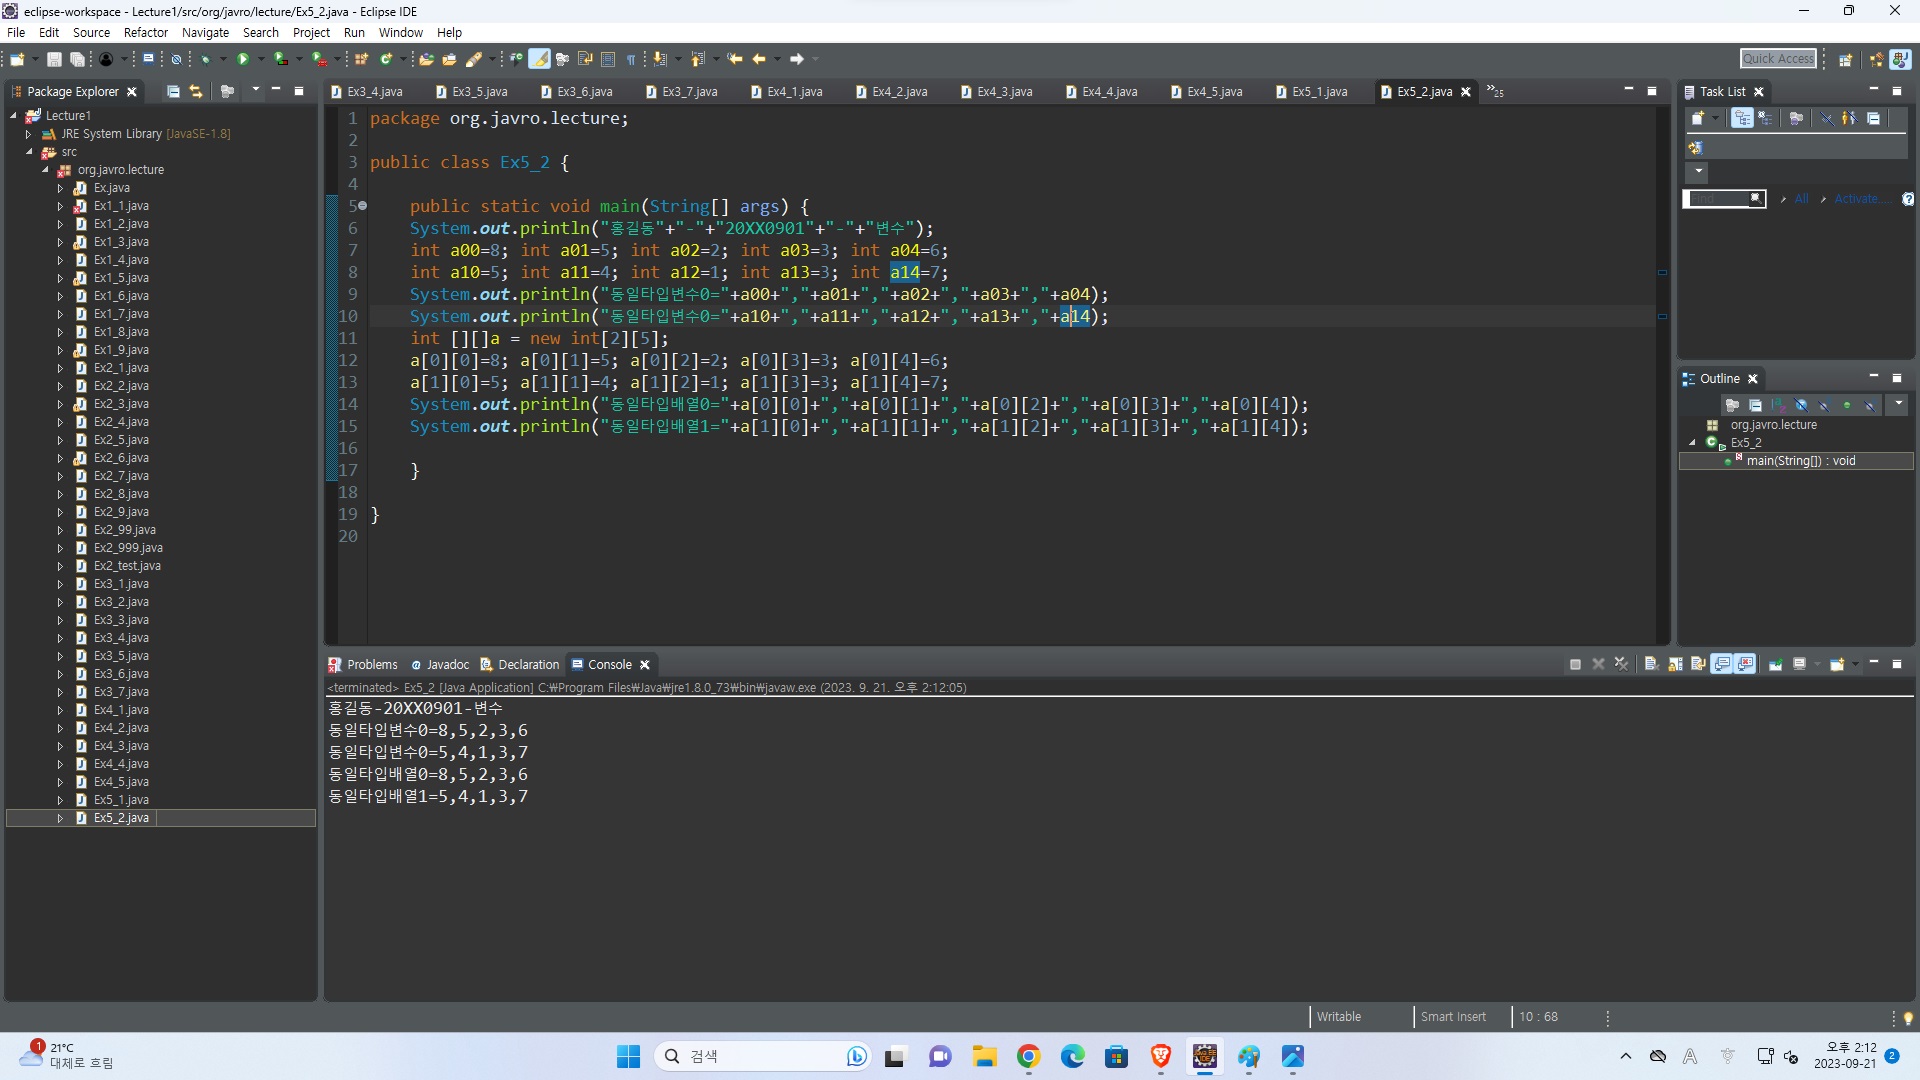 eclipse-workspace - Lecture1/src/org/javro/lecture/Ex5_2.java - Eclipse IDE
File Edit Source Refactor Navigate Search Project Run Window Help
Quick Access
Package Explorer
Lecture1
JRE System Library [JavaSE-1.8]
src
org.javro.lecture
Ex.java
Ex1_1.java
Ex1_2.java
Ex1_3.java
Ex1_4.java
Ex1_5.java
Ex1_6.java
Ex1_7.java
Ex1_8.java
Ex1_9.java
Ex2_1.java
Ex2_2.java
Ex2_3.java
Ex2_4.java
Ex2_5.java
Ex2_6.java
Ex2_7.java
Ex2_8.java
Ex2_9.java
Ex2_99.java
Ex2_999.java
Ex2_test.java
Ex3_1.java
Ex3_2.java
Ex3_3.java
Ex3_4.java
Ex3_5.java
Ex3_6.java
Ex3_7.java
Ex4_1.java
Ex4_2.java
Ex4_3.java
Ex4_4.java
Ex4_5.java
Ex5_1.java
Ex5_2.java
Ex3_4.java Ex3_5.java Ex3_6.java Ex3_7.java Ex4_1.java Ex4_2.java Ex4_3.java Ex4_4.java Ex4_5.java Ex5_1.java Ex5_2.java »25
1 package org.javro.lecture;
2
3 public class Ex5_2 {
4
5 public static void main(String[] args) {
6 System.out.println("홍길동"+"-"+"20XX0901"+"-"+"변수");
7 int a00=8; int a01=5; int a02=2; int a03=3; int a04=6;
8 int a10=5; int a11=4; int a12=1; int a13=3; int a14=7;
9 System.out.println("동일타입변수0="+a00+","+a01+","+a02+","+a03+","+a04);
10 System.out.println("동일타입변수0="+a10+","+a11+","+a12+","+a13+","+a14);
11 int [][]a = new int[2][5];
12 a[0][0]=8; a[0][1]=5; a[0][2]=2; a[0][3]=3; a[0][4]=6;
13 a[1][0]=5; a[1][1]=4; a[1][2]=1; a[1][3]=3; a[1][4]=7;
14 System.out.println("동일타입배열0="+a[0][0]+","+a[0][1]+","+a[0][2]+","+a[0][3]+","+a[0][4]);
15 System.out.println("동일타입배열1="+a[1][0]+","+a[1][1]+","+a[1][2]+","+a[1][3]+","+a[1][4]);
16
17 }
18
19 }
20
Task List
Find All Activate...
Outline
org.javro.lecture
Ex5_2
main(String[]) : void
Problems Javadoc Declaration Console
<terminated> Ex5_2 [Java Application] C:₩Program Files₩Java₩jre1.8.0_73₩bin₩javaw.exe (2023. 9. 21. 오후 2:12:05)
홍길동-20XX0901-변수
동일타입변수0=8,5,2,3,6
동일타입변수0=5,4,1,3,7
동일타입배열0=8,5,2,3,6
동일타입배열1=5,4,1,3,7
Writable Smart Insert 10 : 68
1
21°C
대체로 흐림
검색
A
오후 2:12
2023-09-21
2